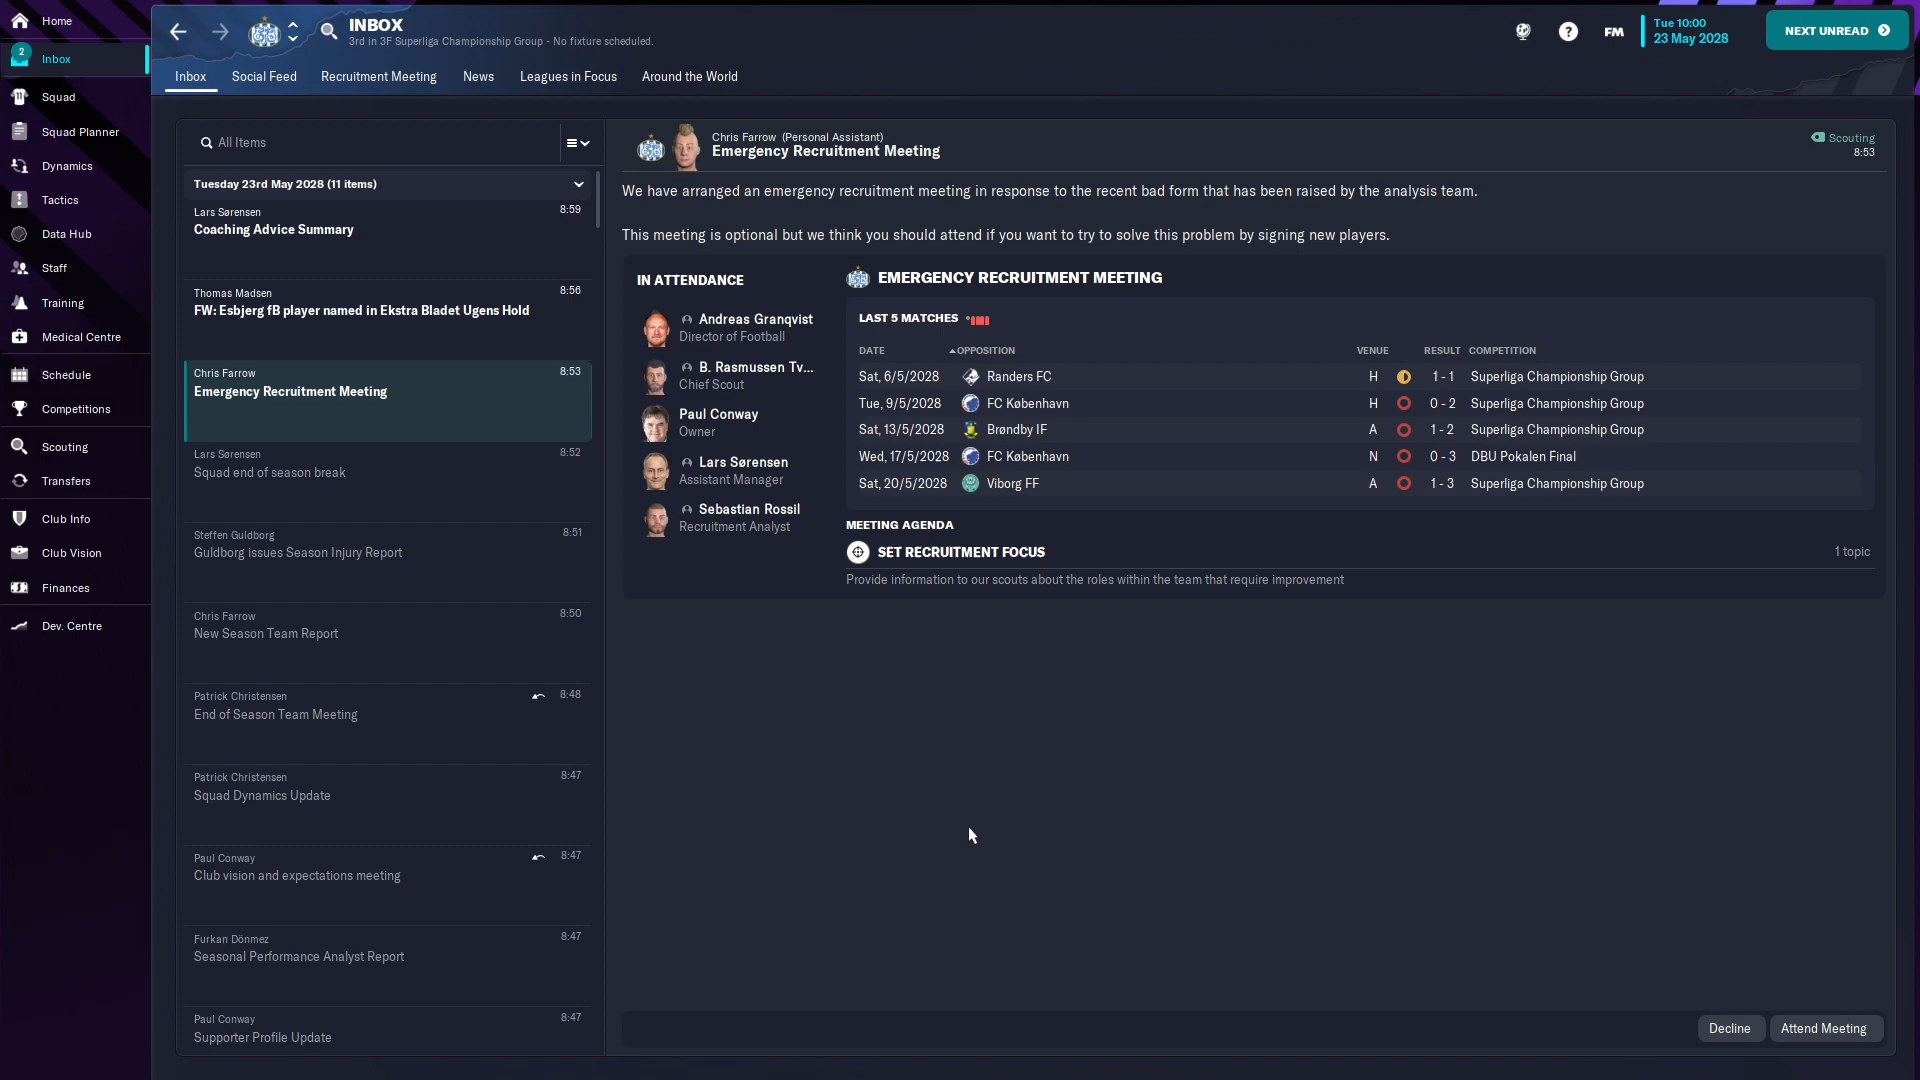 Home
2
Inbox
Squad
Squad Planner
Dynamics
Tactics
Data Hub
Staff
Training
Medical Centre
Schedule
Competitions
Scouting
Transfers
Club Info
Club Vision
Finances
Dev. Centre
INBOX
3rd in 3F Superliga Championship Group - No fixture scheduled.
FM
Tue 10:00
23 May 2028
NEXT UNREAD
Inbox
Social Feed
Recruitment Meeting
News
Leagues in Focus
Around the World
All Items
Tuesday 23rd May 2028 (11 items)
Lars Sørensen 8:59
Coaching Advice Summary
Thomas Madsen 8:56
FW: Esbjerg fB player named in Ekstra Bladet Ugens Hold
Chris Farrow 8:53
Emergency Recruitment Meeting
Lars Sørensen 8:52
Squad end of season break
Steffen Guldborg 8:51
Guldborg issues Season Injury Report
Chris Farrow 8:50
New Season Team Report
Patrick Christensen 8:48
End of Season Team Meeting
Patrick Christensen 8:47
Squad Dynamics Update
Paul Conway 8:47
Club vision and expectations meeting
Furkan Dönmez 8:47
Seasonal Performance Analyst Report
Paul Conway 8:47
Supporter Profile Update
Chris Farrow (Personal Assistant)
Emergency Recruitment Meeting
Scouting
8:53
We have arranged an emergency recruitment meeting in response to the recent bad form that has been raised by the analysis team.
This meeting is optional but we think you should attend if you want to try to solve this problem by signing new players.
IN ATTENDANCE
Andreas Granqvist
Director of Football
B. Rasmussen Tv...
Chief Scout
Paul Conway
Owner
Lars Sørensen
Assistant Manager
Sebastian Rossil
Recruitment Analyst
EMERGENCY RECRUITMENT MEETING
LAST 5 MATCHES
DATE OPPOSITION VENUE RESULT COMPETITION
Sat, 6/5/2028 Randers FC H 1 - 1 Superliga Championship Group
Tue, 9/5/2028 FC København H 0 - 2 Superliga Championship Group
Sat, 13/5/2028 Brøndby IF A 1 - 2 Superliga Championship Group
Wed, 17/5/2028 FC København N 0 - 3 DBU Pokalen Final
Sat, 20/5/2028 Viborg FF A 1 - 3 Superliga Championship Group
MEETING AGENDA
SET RECRUITMENT FOCUS 1 topic
Provide information to our scouts about the roles within the team that require improvement
Decline
Attend Meeting